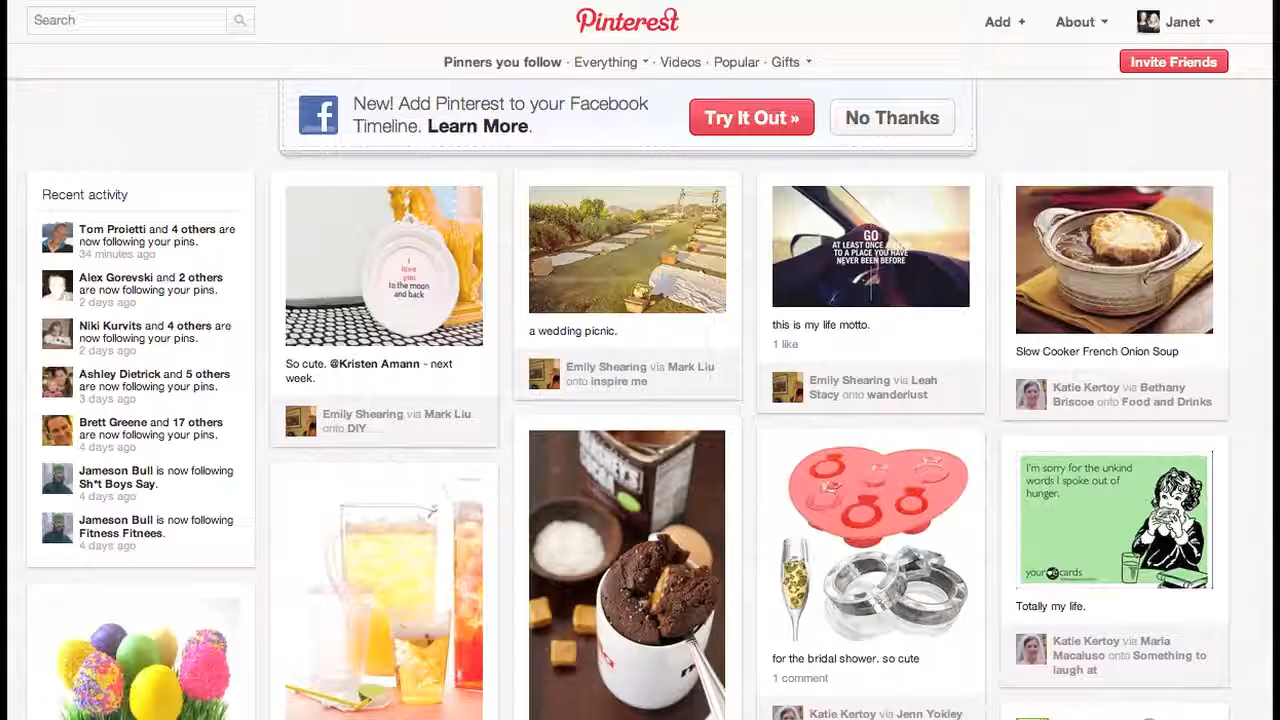 Search
Pinterest
Add +
About
Janet
Pinners you follow · Everything · Videos · Popular · Gifts
Invite Friends
New! Add Pinterest to your Facebook
Timeline. Learn More.
Try It Out »
No Thanks
Recent activity
Tom Proietti and 4 others are
now following your pins.
34 minutes ago
Alex Gorevski and 2 others
are now following your pins.
2 days ago
Niki Kurvits and 4 others are
now following your pins.
2 days ago
Ashley Dietrick and 5 others
are now following your pins.
3 days ago
Brett Greene and 17 others
are now following your pins.
4 days ago
Jameson Bull is now following
Sh*t Boys Say.
4 days ago
Jameson Bull is now following
Fitness Fitnees.
4 days ago
I
love
you
to the moon
and back
So cute. @Kristen Amann - next
week.
Emily Shearing via Mark Liu
onto DIY
a wedding picnic.
Emily Shearing via Mark Liu
onto inspire me
GO
AT LEAST ONCE A
TO A PLACE YOU HAVE
NEVER BEEN BEFORE
this is my life motto.
1 like
Emily Shearing via Leah
Stacy onto wanderlust
for the bridal shower. so cute
1 comment
Katie Kertoy via Jenn Yokley
Slow Cooker French Onion Soup
Katie Kertoy via Bethany
Briscoe onto Food and Drinks
I'm sorry for the unkind
words I spoke out of
hunger.
your e cards
Totally my life.
Katie Kertoy via Maria
Macaluso onto Something to
laugh at